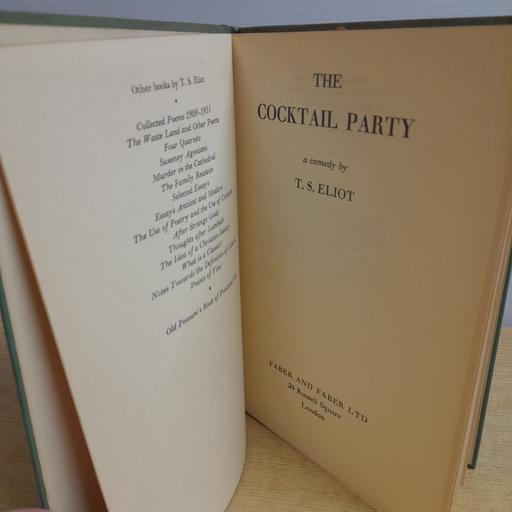 Other books by T. S. Eliot
Collected Poems 1909–1935
The Waste Land and Other Poems
Four Quartets
Sweeney Agonistes
Murder in the Cathedral
The Family Reunion
Selected Essays
Essays Ancient and Modern
The Use of Poetry and the Use of Criticism
After Strange Gods
Thoughts after Lambeth
The Idea of a Christian Society
What is a Classic?
Notes Towards the Definition of
Points of View
Old Possum's Book of Practical
THE
COCKTAIL PARTY
a comedy by
T. S. ELIOT
FABER AND FABER LTD
24 Russell Square
London